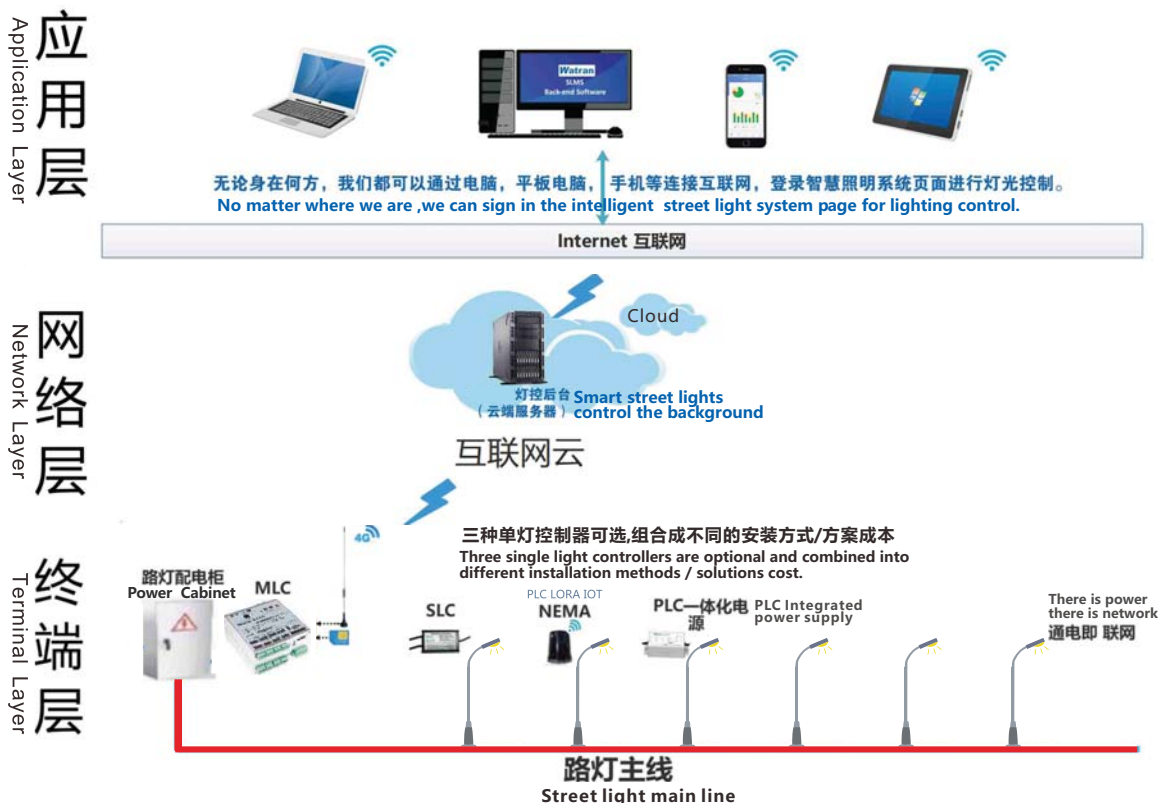 应用层
Application Layer
Watran
SLMS
Back-end Software
无论身在何方，我们都可以通过电脑，平板电脑，手机等连接互联网，登录智慧照明系统页面进行灯光控制。
No matter where we are ,we can sign in the intelligent street light system page for lighting control.
Internet 互联网
网络层
Network Layer
Cloud
灯控后台
（云端服务器）
Smart street lights
control the background
互联网云
终端层
Terminal Layer
4G
三种单灯控制器可选,组合成不同的安装方式/方案成本
Three single light controllers are optional and combined into
different installation methods / solutions cost.
路灯配电柜
Power Cabinet
MLC
SLC
PLC LORA IOT
NEMA
PLC一体化电
源
PLC Integrated
power supply
There is power
there is network
通电即 联网
路灯主线
Street light main line